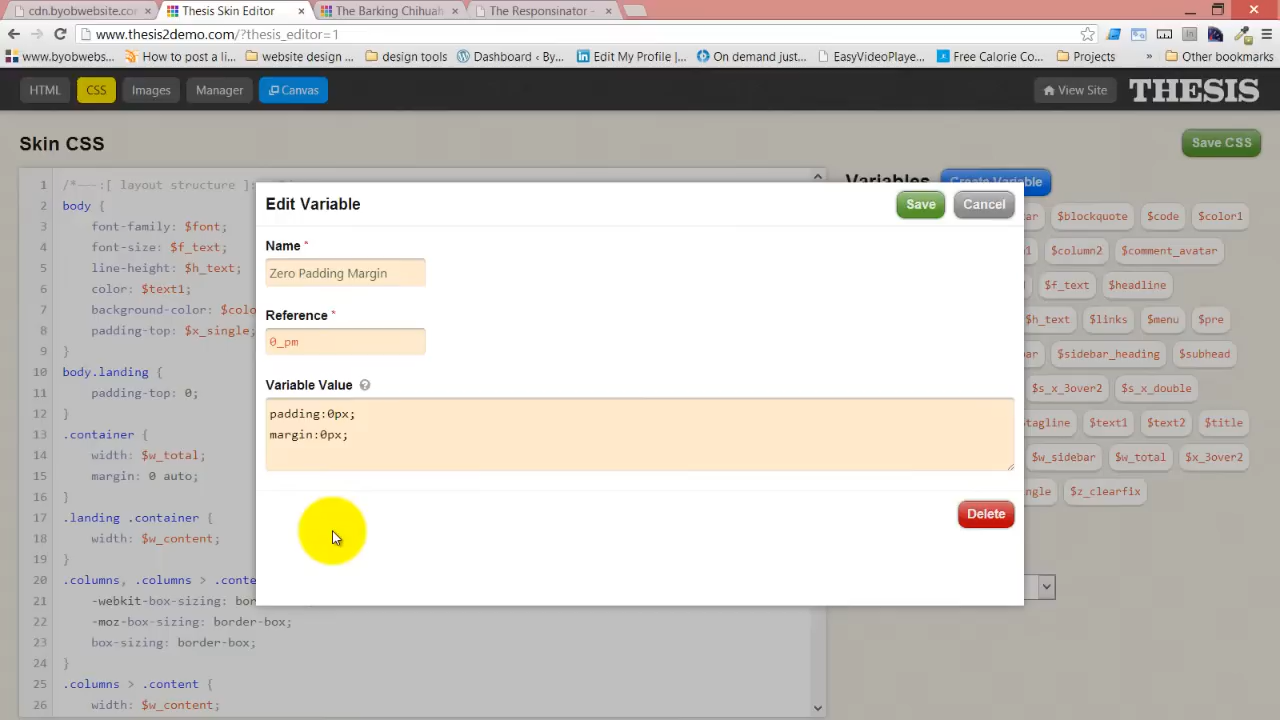 cdn.byobwebsite.co
Thesis Skin Editor
The Barking Chihuah
The Responsinator -
www.thesis2demo.com/?thesis_editor=1
www.byobwebs...
How to post a li...
website design ...
design tools
Dashboard ‹ By...
Edit My Profile |...
On demand just...
EasyVideoPlaye...
Free Calorie Co...
Projects
»
Other bookmarks
HTML
CSS
Images
Manager
Canvas
View Site
THESIS
Skin CSS
Save CSS
Variables
Create Variable
1 /*---:[ layout structure ]:
2 body {
3 font-family: $font;
4 font-size: $f_text;
5 line-height: $h_text;
6 color: $text1;
7 background-color: $colo
8 padding-top: $x_single;
9 }
10 body.landing {
11 padding-top: 0;
12 }
13 .container {
14 width: $w_total;
15 margin: 0 auto;
16 }
17 .landing .container {
18 width: $w_content;
19 }
20 .columns, .columns > .conte
21 -webkit-box-sizing: bor
22 -moz-box-sizing: border-box;
23 box-sizing: border-box;
24 }
25 .columns > .content {
26 width: $w_content;
Edit Variable
Save
Cancel
Name *
Zero Padding Margin
Reference *
0_pm
Variable Value ?
padding:0px;
margin:0px;
Delete
tar $blockquote $code $color1
$column2 $comment_avatar
$f_text $headline
$h_text $links $menu $pre
ar $sidebar_heading $subhead
$s_x_3over2 $s_x_double
tagline $text1 $text2 $title
$w_sidebar $w_total $x_3over2
ngle $z_clearfix